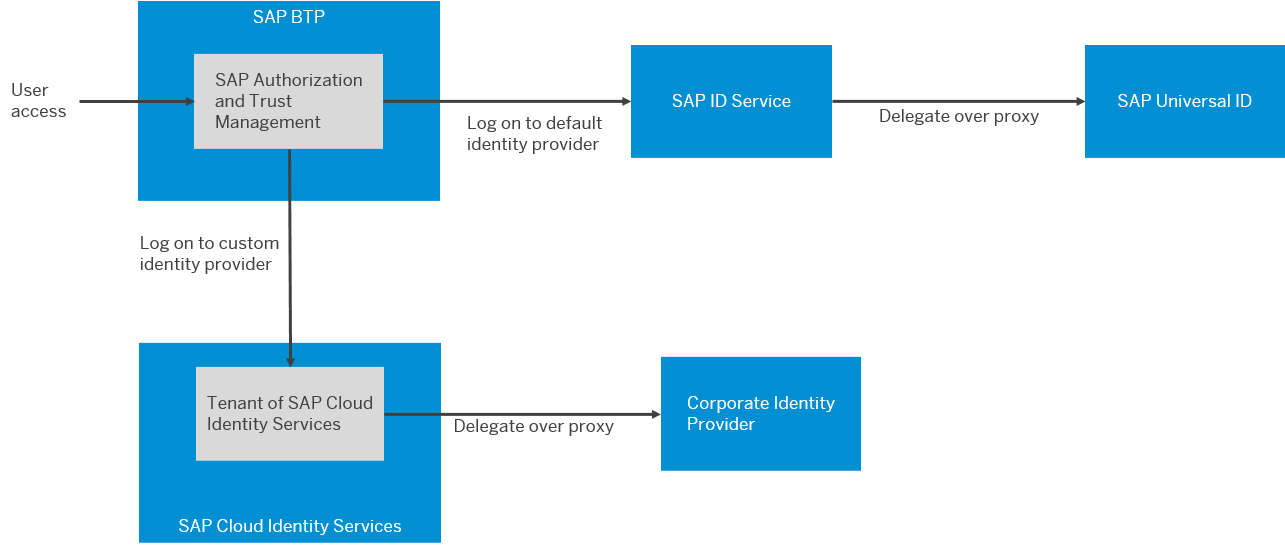 SAP BTP
User
access
SAP Authorization
and Trust
Management
Log on to default
identity provider
SAP ID Service
Delegate over proxy
SAP Universal ID
Log on to custom
identity provider
Tenant of SAP Cloud
Identity Services
Delegate over proxy
Corporate Identity
Provider
SAP Cloud Identity Services